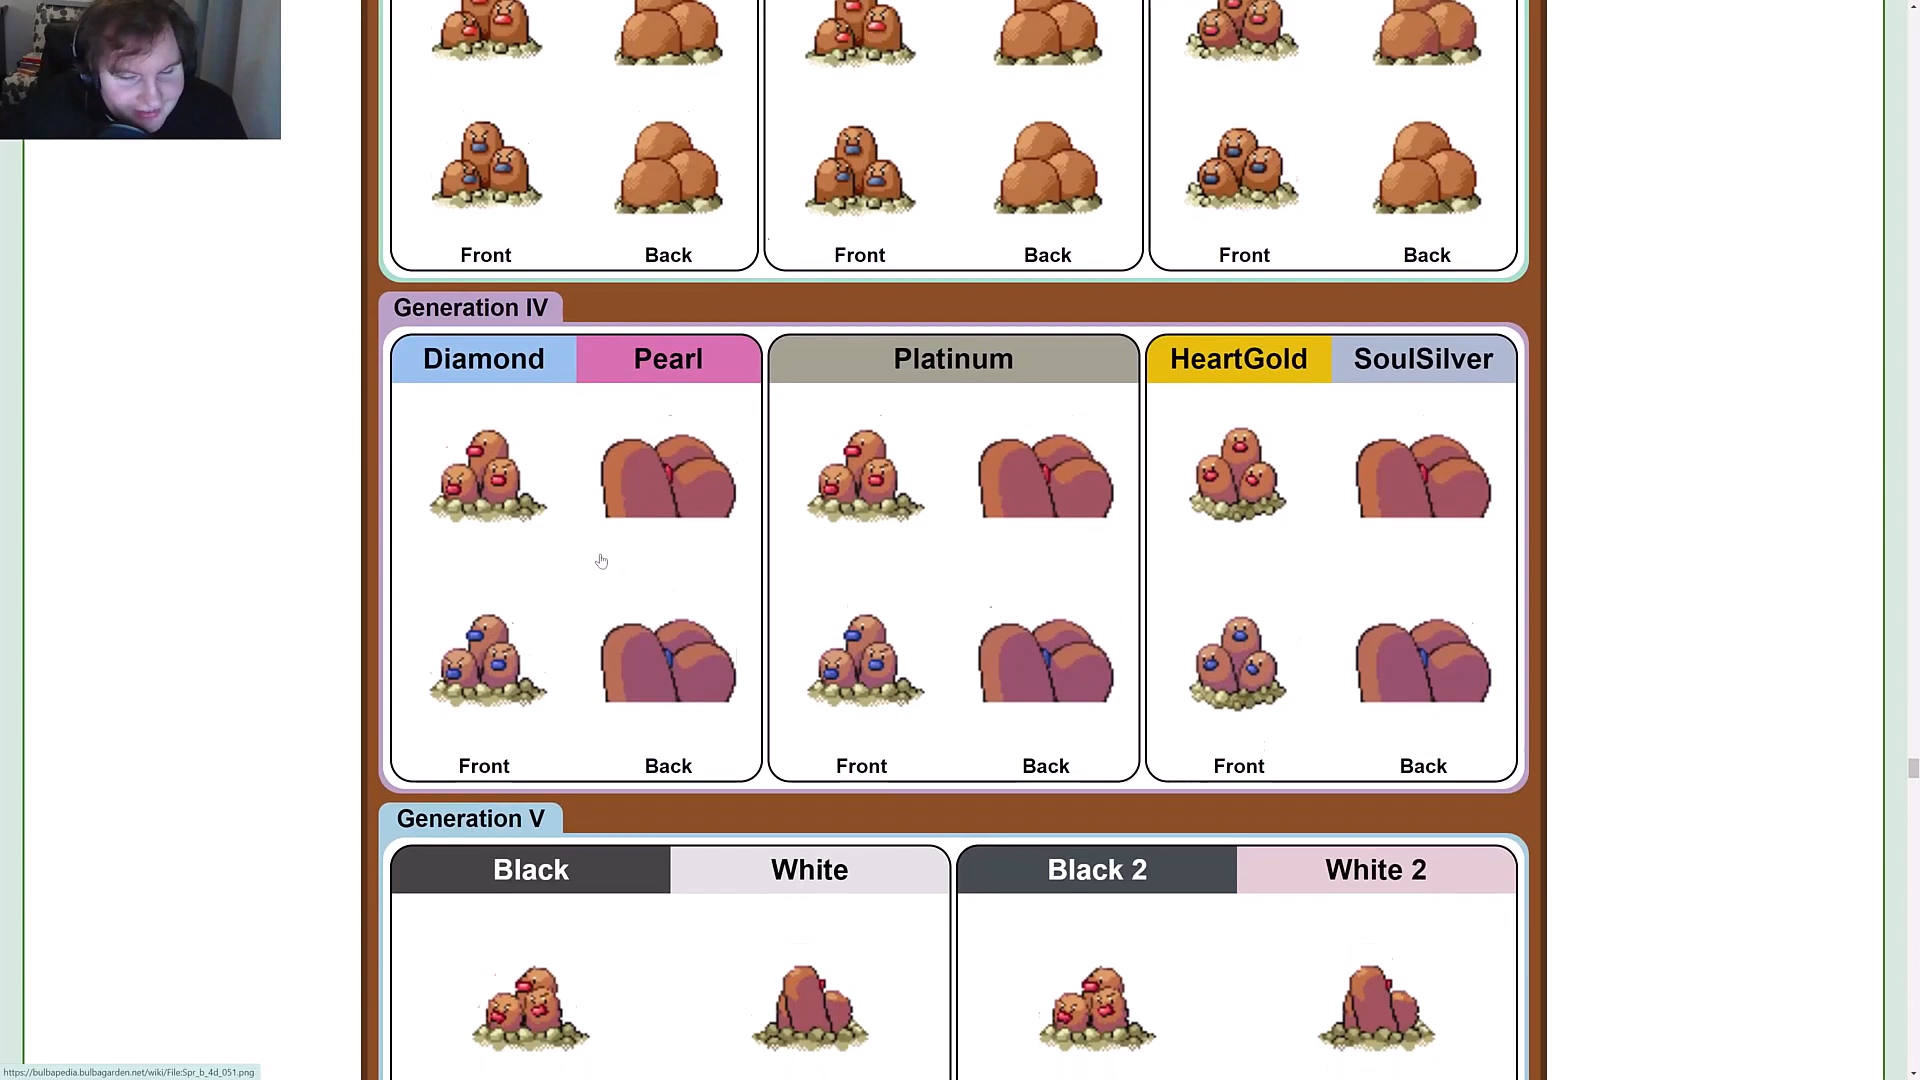 Front Back Front Back Front Back
Generation IV
Diamond Pearl Platinum HeartGold SoulSilver
Front Back Front Back Front Back
Generation V
Black White Black 2 White 2
https://bulbapedia.bulbagarden.net/wiki/File:Spr_b_4d_051.png